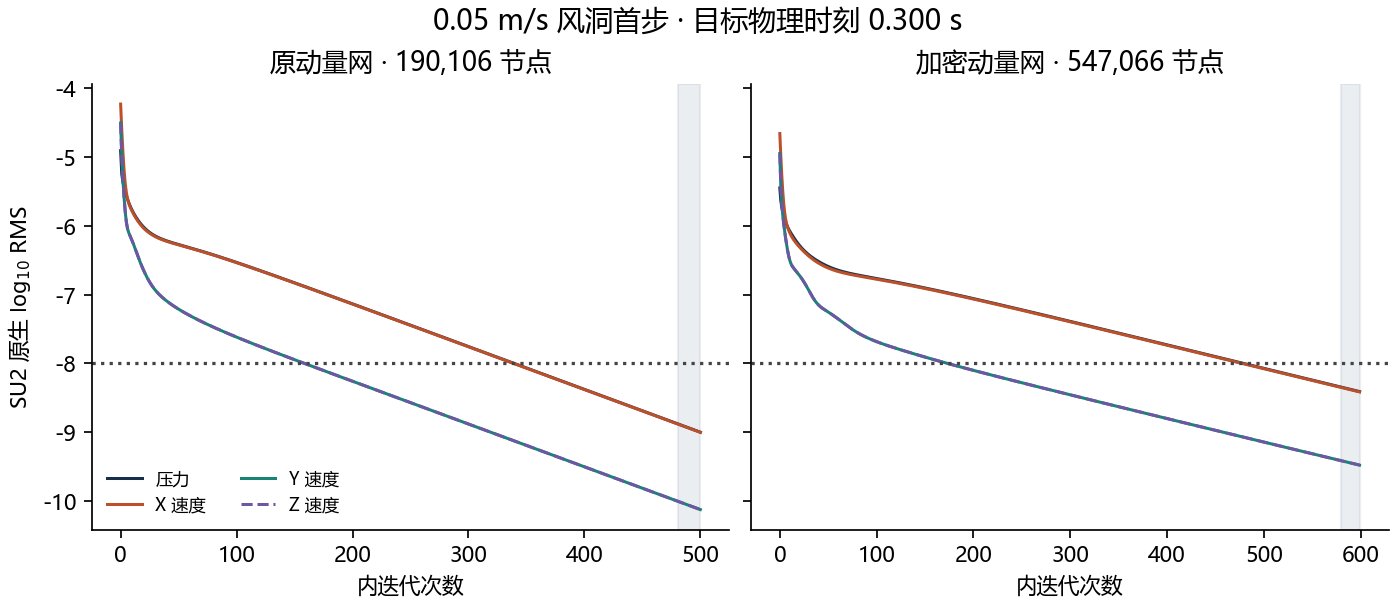 0.05 m/s 风洞首步 · 目标物理时刻 0.300 s
原动量网 · 190,106 节点
加密动量网 · 547,066 节点
SU2 原生 log10 RMS
-4
-5
-6
-7
-8
-9
-10
压力
X 速度
Y 速度
Z 速度
0 100 200 300 400 500
0 100 200 300 400 500 600
内迭代次数
内迭代次数